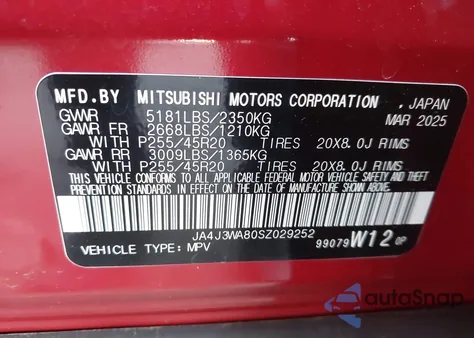 MFD.BY MITSUBISHI MOTORS CORPORATION , JAPAN
GVWR 5181LBS/2350KG MAR 2025
GAWR FR 2668LBS/1210KG
WITH P255/45R20 TIRES 20X8.0J RIMS
GAWR RR 3009LBS/1365KG
WITH P255/45R20 TIRES 20X8.0J RIMS
THIS VEHICLE CONFORMS TO ALL APPLICABLE FEDERAL MOTOR VEHICLE SAFETY AND THEFT
PREVENTION STANDARDS IN EFFECT ON THE DATE OF MANUFACTURE SHOWN ABOVE.
JA4J3WA80SZ029252
VEHICLE TYPE: MPV 99079 W12 0P
autoSnap